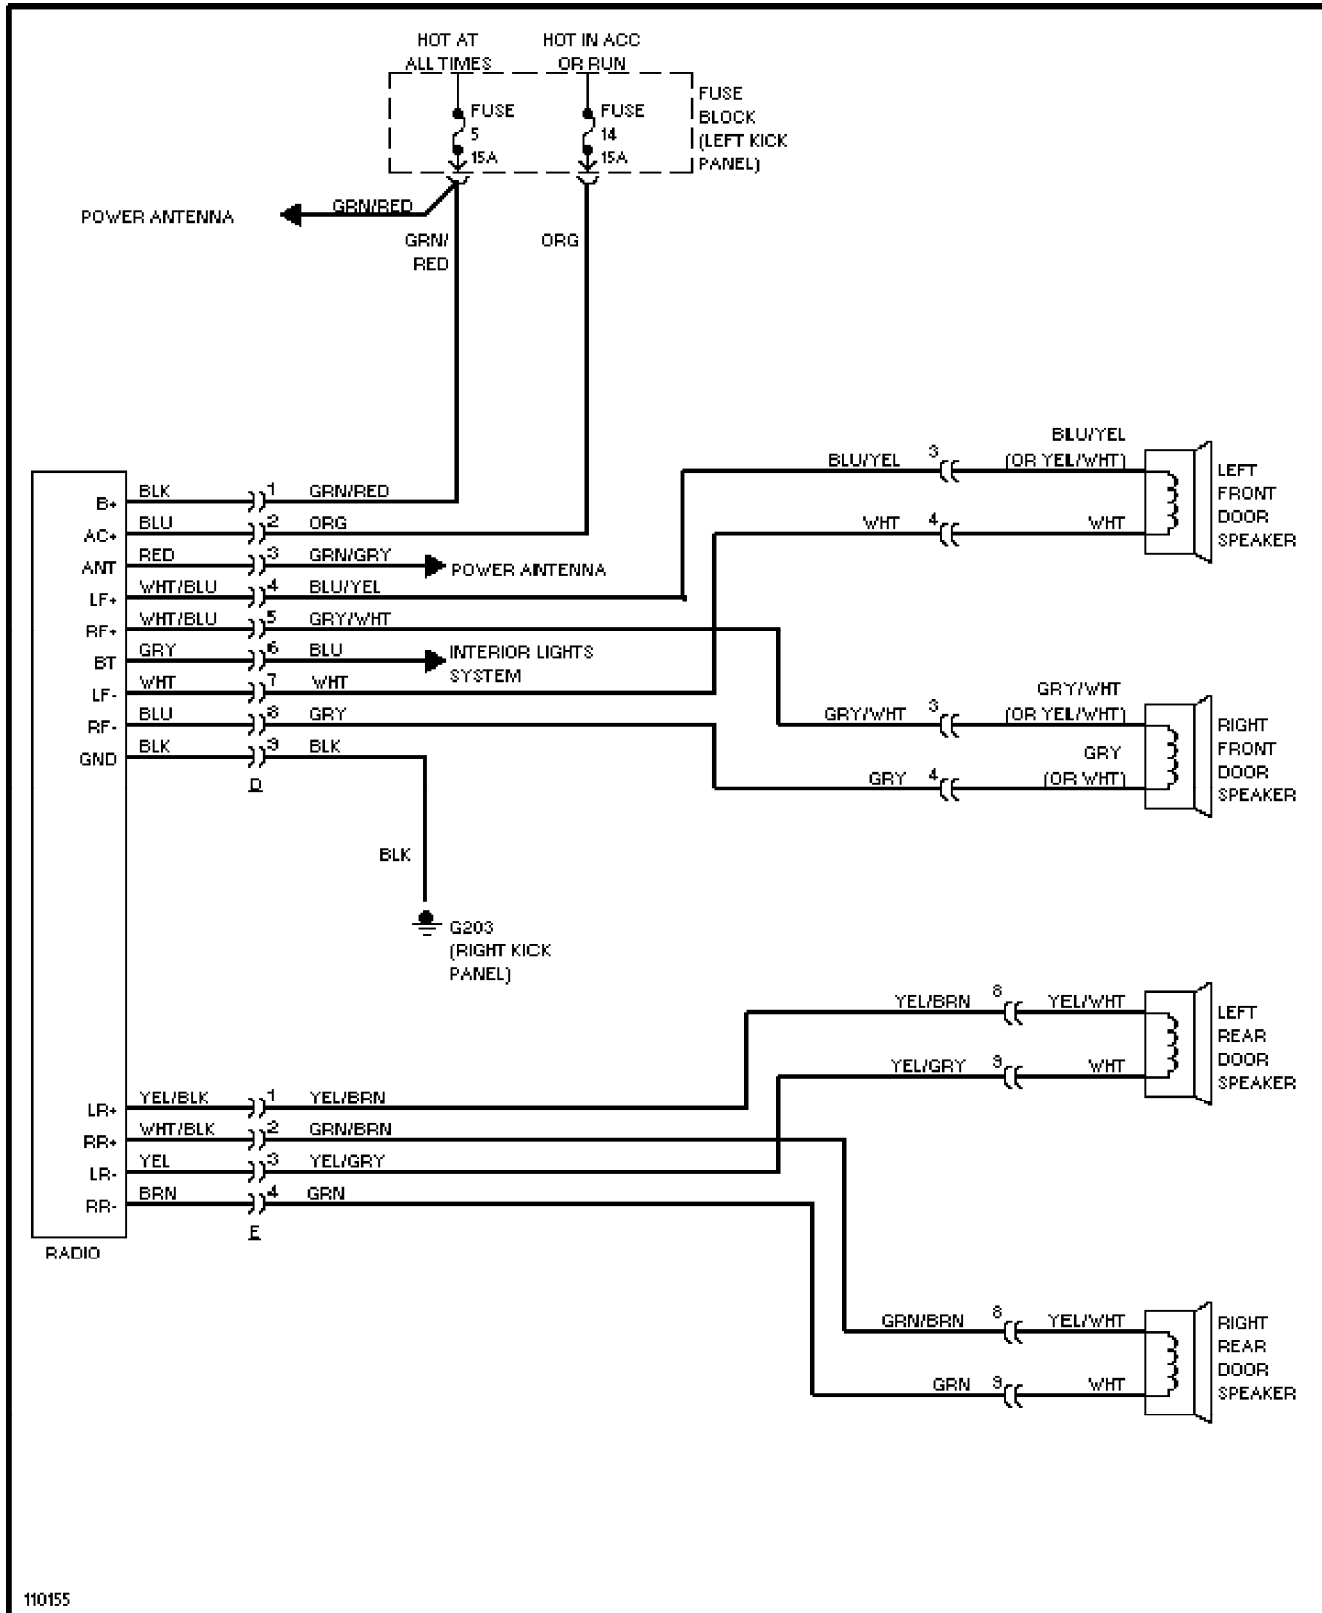 HOT AT
ALL TIMES
HOT IN ACC
OR RUN
FUSE
5
15A
FUSE
14
15A
FUSE
BLOCK
(LEFT KICK
PANEL)
POWER ANTENNA
GRN/RED
GRN/
RED
ORG
B+ BLK 1 GRN/RED
AC+ BLU 2 ORG
ANT RED 3 GRN/GRY POWER ANTENNA
LF+ WHT/BLU 4 BLU/YEL
RF+ WHT/BLU 5 GRY/WHT
BT GRY 6 BLU INTERIOR LIGHTS
SYSTEM
LF- WHT 7 WHT
RF- BLU 8 GRY
GND BLK 9 BLK
D
BLK
G203
(RIGHT KICK
PANEL)
BLU/YEL
BLU/YEL 3 (OR YEL/WHT)
WHT 4 WHT
LEFT
FRONT
DOOR
SPEAKER
GRY/WHT
GRY/WHT 3 (OR YEL/WHT)
GRY
GRY 4 (OR WHT)
RIGHT
FRONT
DOOR
SPEAKER
YEL/BRN 8 YEL/WHT
YEL/GRY 9 WHT
LEFT
REAR
DOOR
SPEAKER
LR+ YEL/BLK 1 YEL/BRN
RR+ WHT/BLK 2 GRN/BRN
LR- YEL 3 YEL/GRY
RR- BRN 4 GRN
E
RADIO
GRN/BRN 8 YEL/WHT
GRN 9 WHT
RIGHT
REAR
DOOR
SPEAKER
110155